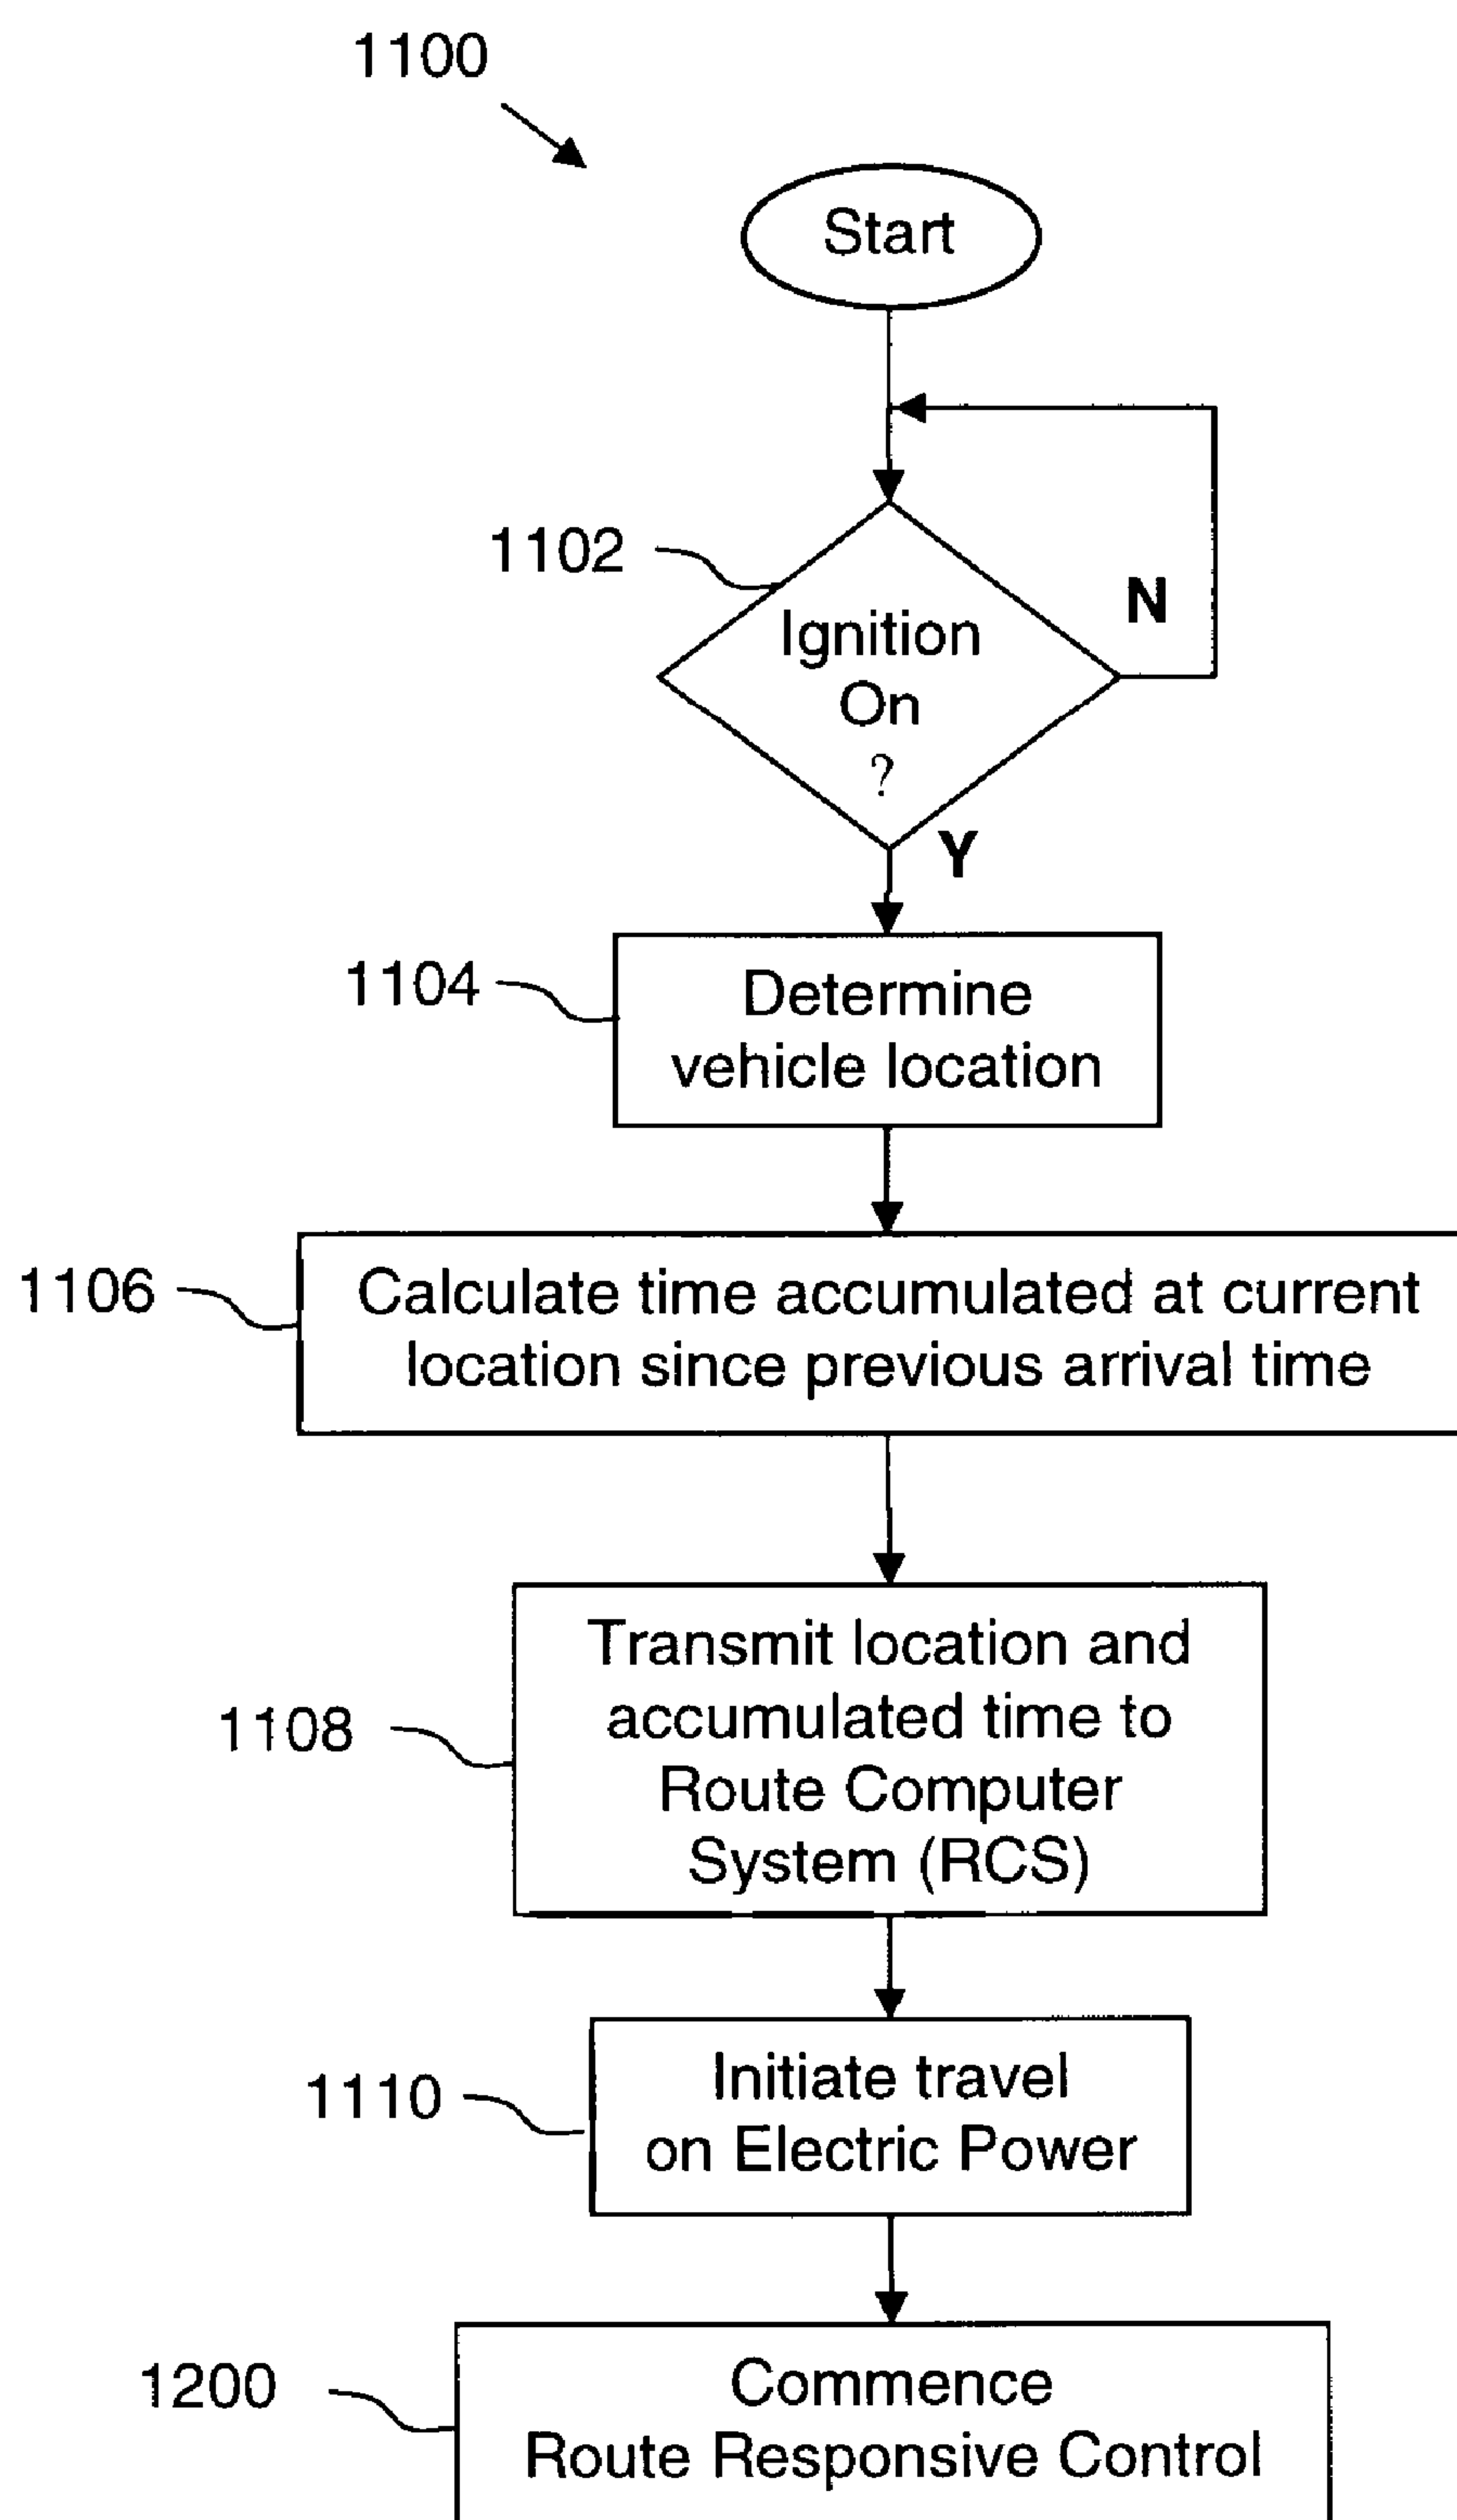 1100
Start
1102
Ignition
On
?
N
Y
1104
Determine
vehicle location
1106
Calculate time accumulated at current
location since previous arrival time
1108
Transmit location and
accumulated time to
Route Computer
System (RCS)
1110
Initiate travel
on Electric Power
1200
Commence
Route Responsive Control